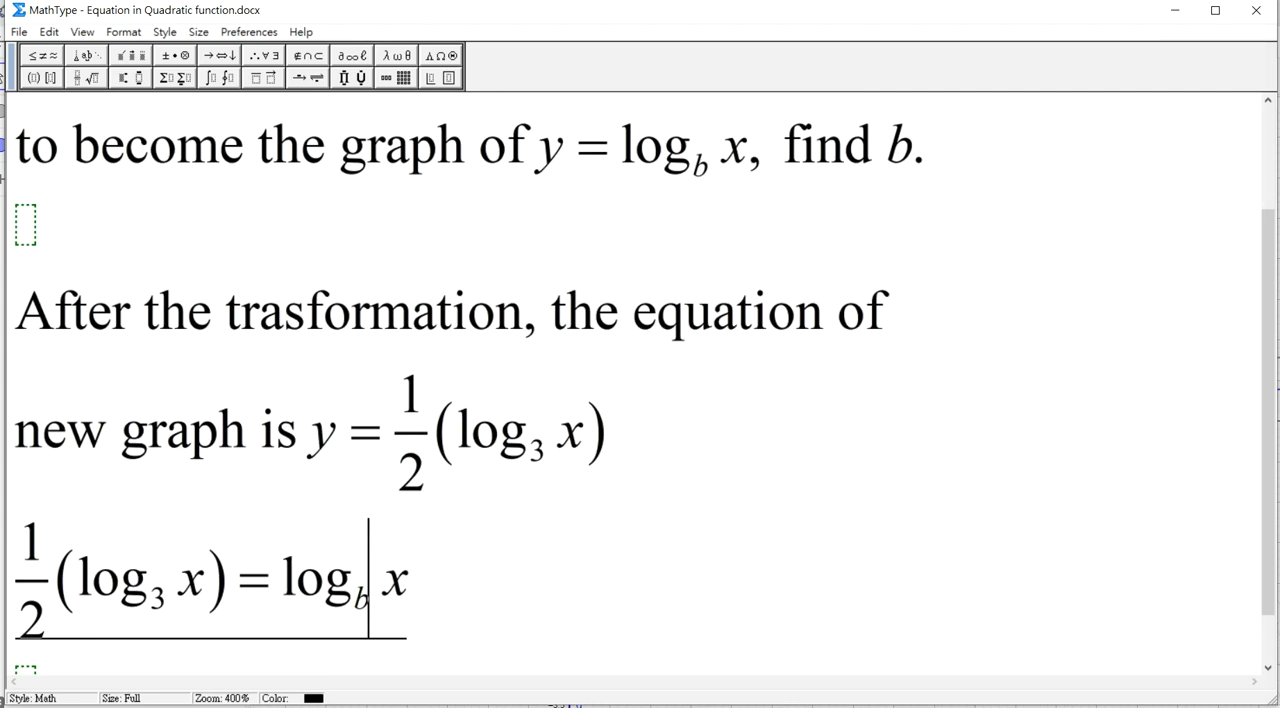 MathType - Equation in Quadratic function.docx
File Edit View Format Style Size Preferences Help
to become the graph of y = log_b x, find b.
After the trasformation, the equation of
new graph is y = 1/2 (log_3 x)
1/2 (log_3 x) = log_b x
Style: Math Size: Full Zoom: 400% Color: